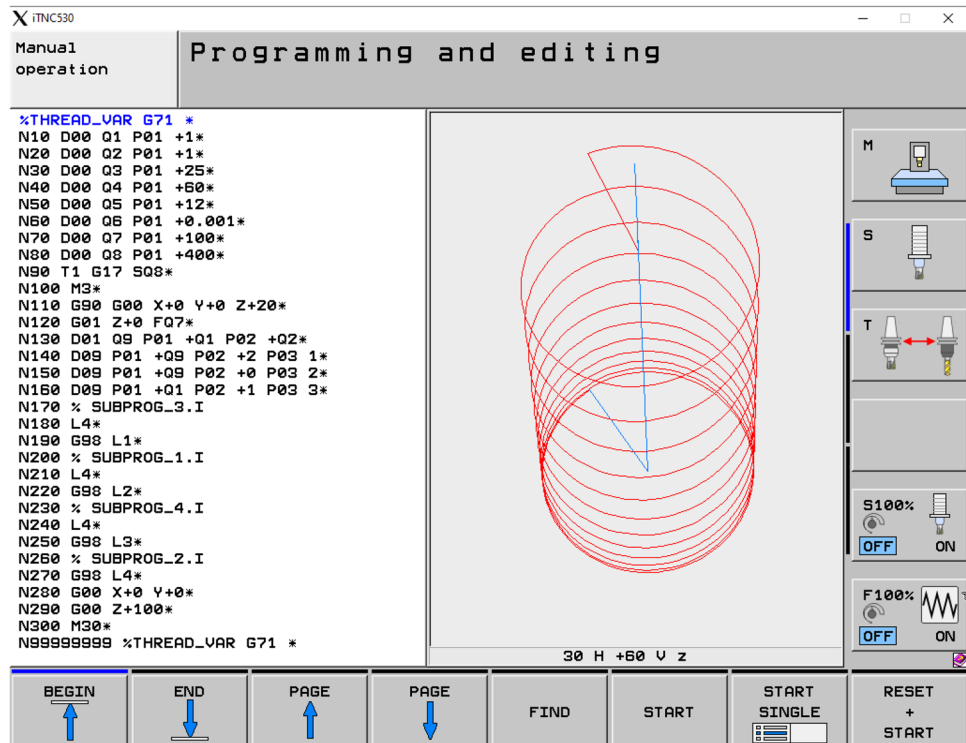 iTNC530
Manual
operation
Programming and editing
%THREAD_VAR G71 *
N10 D00 Q1 P01 +1*
N20 D00 Q2 P01 +1*
N30 D00 Q3 P01 +25*
N40 D00 Q4 P01 +60*
N50 D00 Q5 P01 +12*
N60 D00 Q6 P01 +0.001*
N70 D00 Q7 P01 +100*
N80 D00 Q8 P01 +400*
N90 T1 G17 SQ8*
N100 M3*
N110 G90 G00 X+0 Y+0 Z+20*
N120 G01 Z+0 FQ7*
N130 D01 Q9 P01 +Q1 P02 +Q2*
N140 D09 P01 +Q9 P02 +2 P03 1*
N150 D09 P01 +Q9 P02 +0 P03 2*
N160 D09 P01 +Q1 P02 +1 P03 3*
N170 % SUBPROG_3.I
N180 L4*
N190 G98 L1*
N200 % SUBPROG_1.I
N210 L4*
N220 G98 L2*
N230 % SUBPROG_4.I
N240 L4*
N250 G98 L3*
N260 % SUBPROG_2.I
N270 G98 L4*
N280 G00 X+0 Y+0*
N290 G00 Z+100*
N300 M30*
N99999999 %THREAD_VAR G71 *
30 H +60 V z
M
S
T
S100%
OFF ON
F100%
OFF ON
BEGIN
END
PAGE
PAGE
FIND
START
START
SINGLE
RESET
+
START